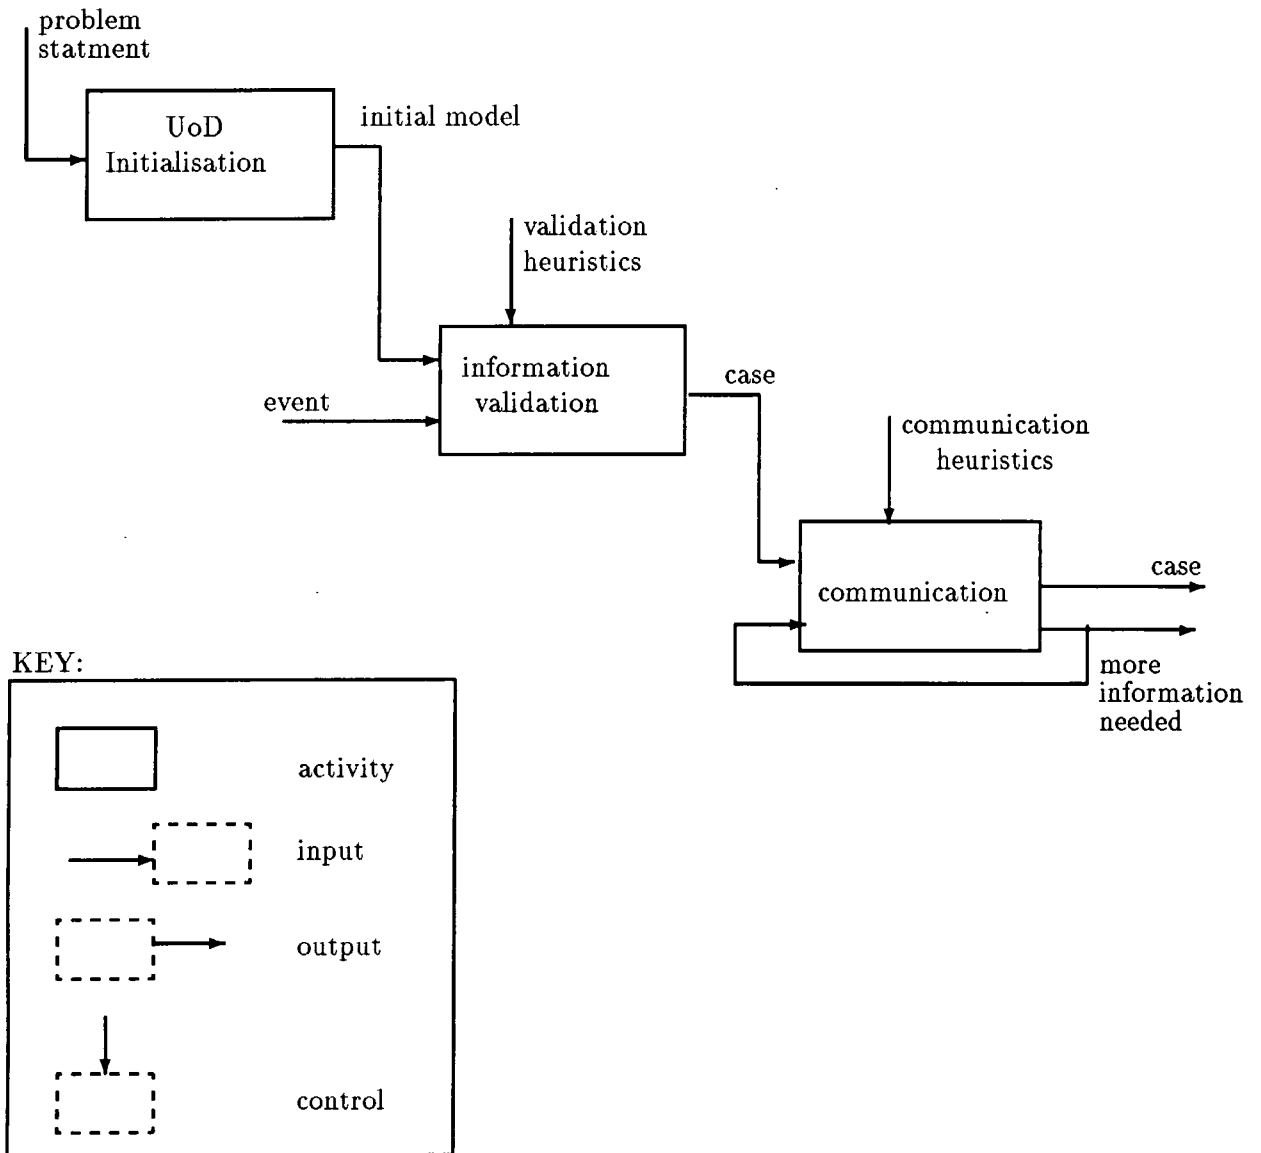 problem
statment
UoD
Initialisation
initial model
validation
heuristics
information
validation
event
case
communication
heuristics
communication
case
more
information
needed
KEY:
activity
input
output
control